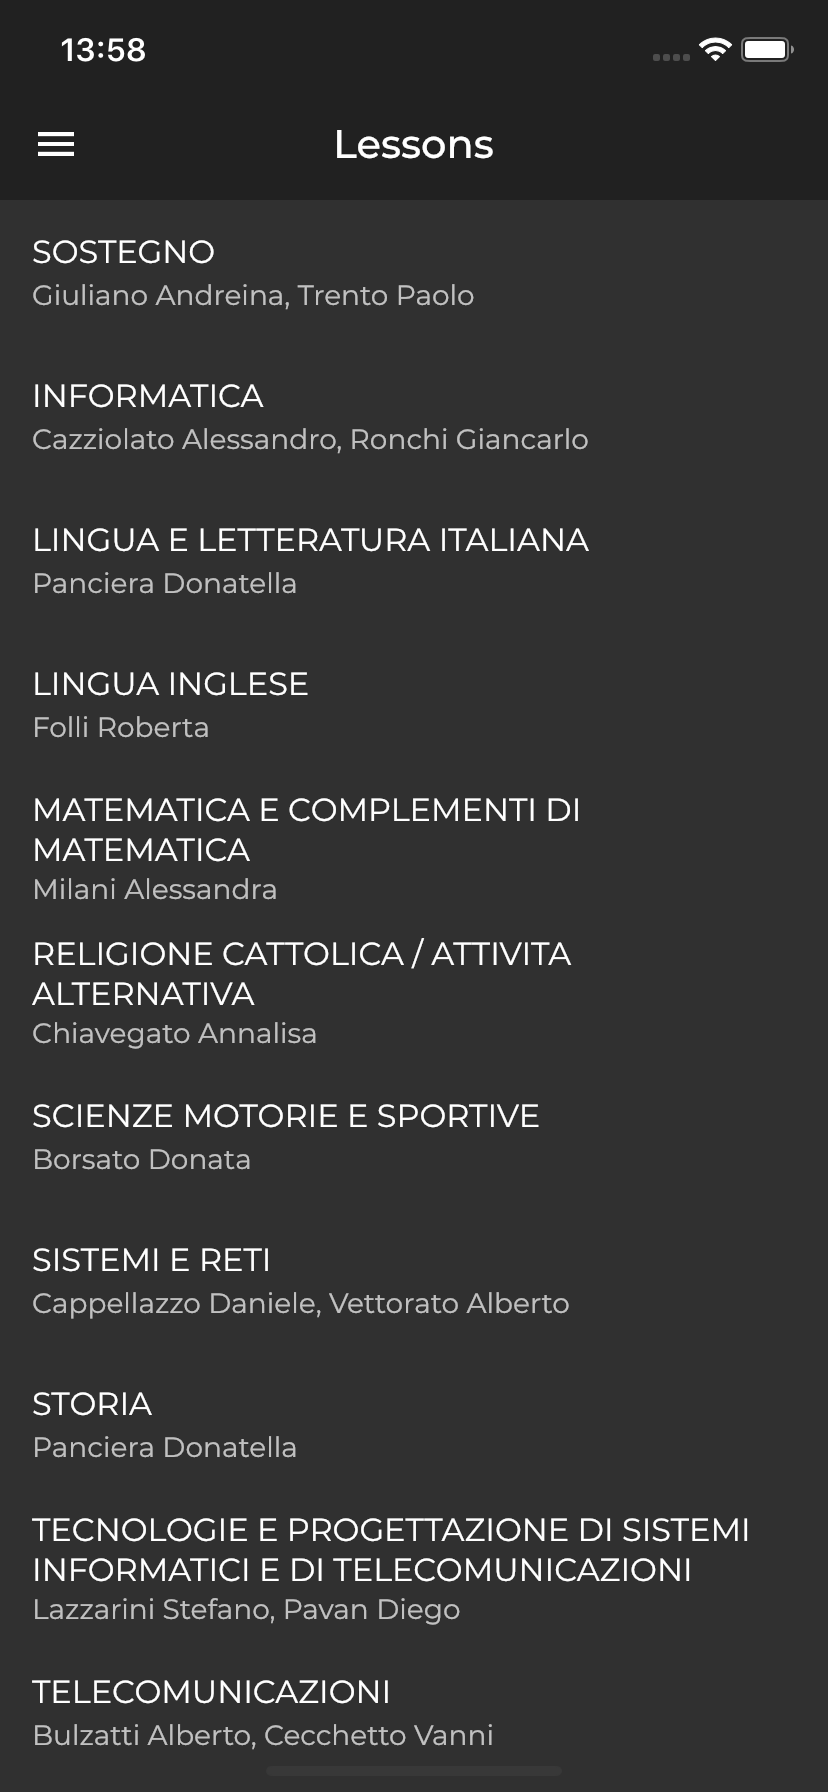 13:58
Lessons
SOSTEGNO
Giuliano Andreina, Trento Paolo
INFORMATICA
Cazziolato Alessandro, Ronchi Giancarlo
LINGUA E LETTERATURA ITALIANA
Panciera Donatella
LINGUA INGLESE
Folli Roberta
MATEMATICA E COMPLEMENTI DI
MATEMATICA
Milani Alessandra
RELIGIONE CATTOLICA / ATTIVITA
ALTERNATIVA
Chiavegato Annalisa
SCIENZE MOTORIE E SPORTIVE
Borsato Donata
SISTEMI E RETI
Cappellazzo Daniele, Vettorato Alberto
STORIA
Panciera Donatella
TECNOLOGIE E PROGETTAZIONE DI SISTEMI
INFORMATICI E DI TELECOMUNICAZIONI
Lazzarini Stefano, Pavan Diego
TELECOMUNICAZIONI
Bulzatti Alberto, Cecchetto Vanni